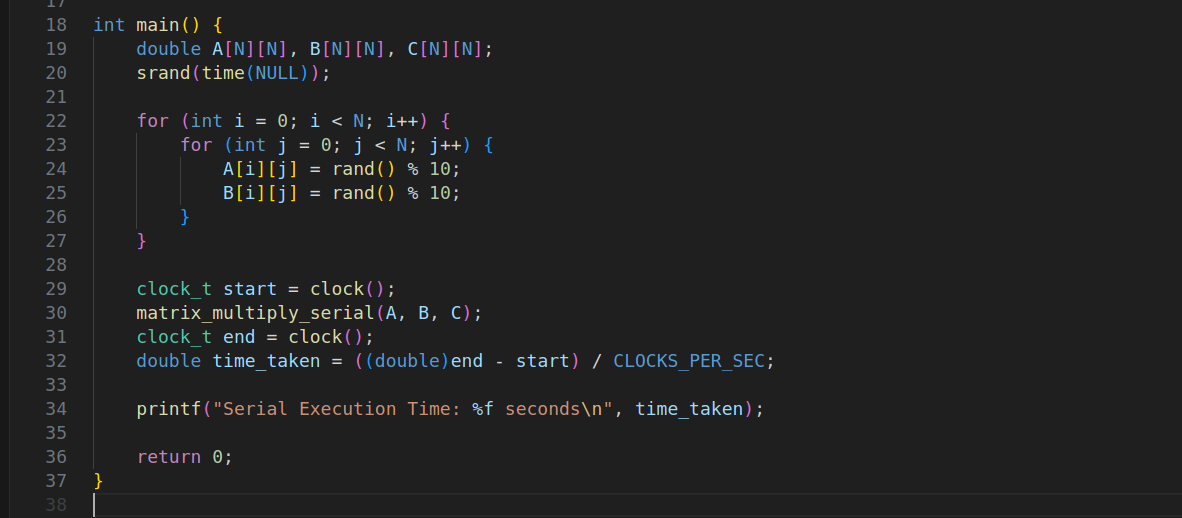 17
18 int main() {
19     double A[N][N], B[N][N], C[N][N];
20     srand(time(NULL));
21
22     for (int i = 0; i < N; i++) {
23         for (int j = 0; j < N; j++) {
24             A[i][j] = rand() % 10;
25             B[i][j] = rand() % 10;
26         }
27     }
28
29     clock_t start = clock();
30     matrix_multiply_serial(A, B, C);
31     clock_t end = clock();
32     double time_taken = ((double)end - start) / CLOCKS_PER_SEC;
33
34     printf("Serial Execution Time: %f seconds\n", time_taken);
35
36     return 0;
37 }
38